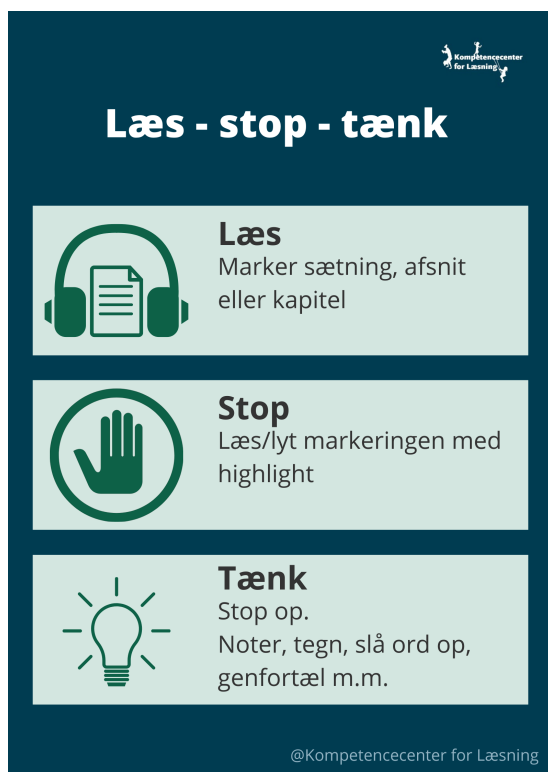 Kompetencecenter
for Læsning
Læs - stop - tænk
Læs
Marker sætning, afsnit
eller kapitel
Stop
Læs/lyt markeringen med
highlight
Tænk
Stop op.
Noter, tegn, slå ord op,
genfortæl m.m.
@Kompetencecenter for Læsning